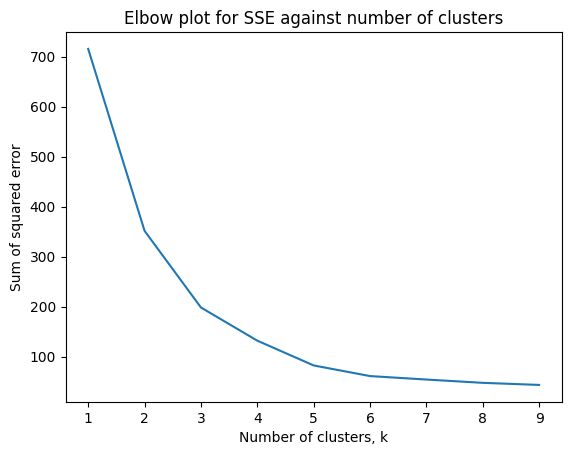 Elbow plot for SSE against number of clusters
700
600
500
400
300
200
100
Sum of squared error
1 2 3 4 5 6 7 8 9
Number of clusters, k